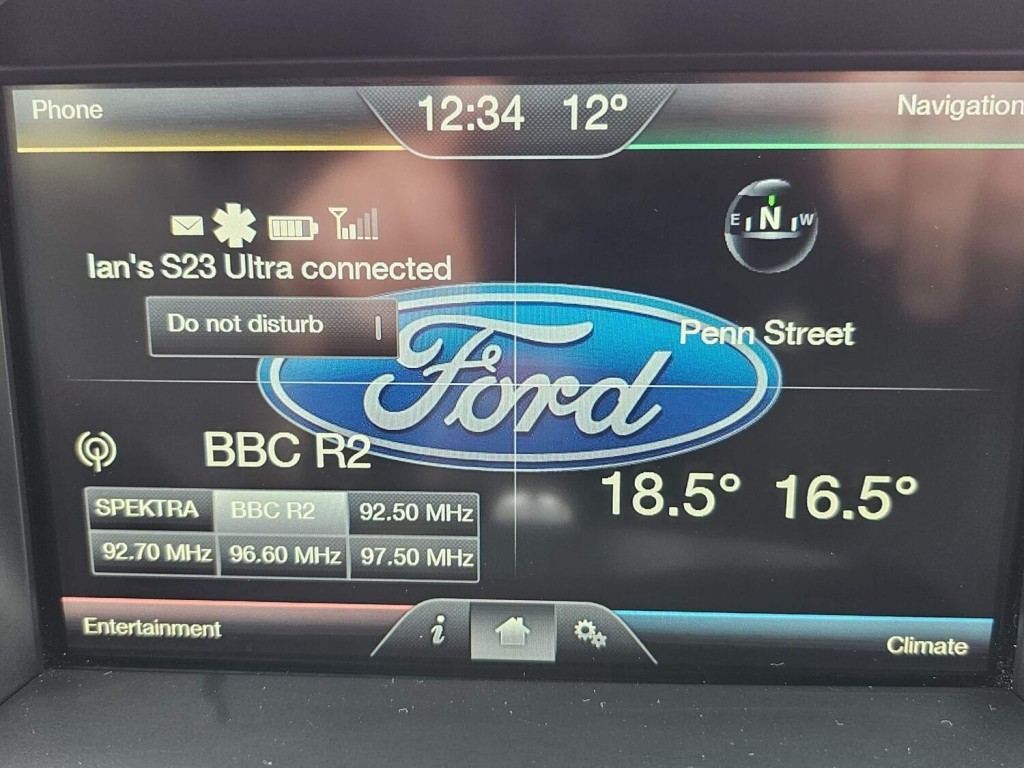 Phone
12:34 12º
Navigation
E N W
Ian's S23 Ultra connected
Do not disturb
Penn Street
Ford
BBC R2
18.5° 16.5°
SPEKTRA BBC R2 92.50 MHz
92.70 MHz 96.60 MHz 97.50 MHz
Entertainment
i
Climate